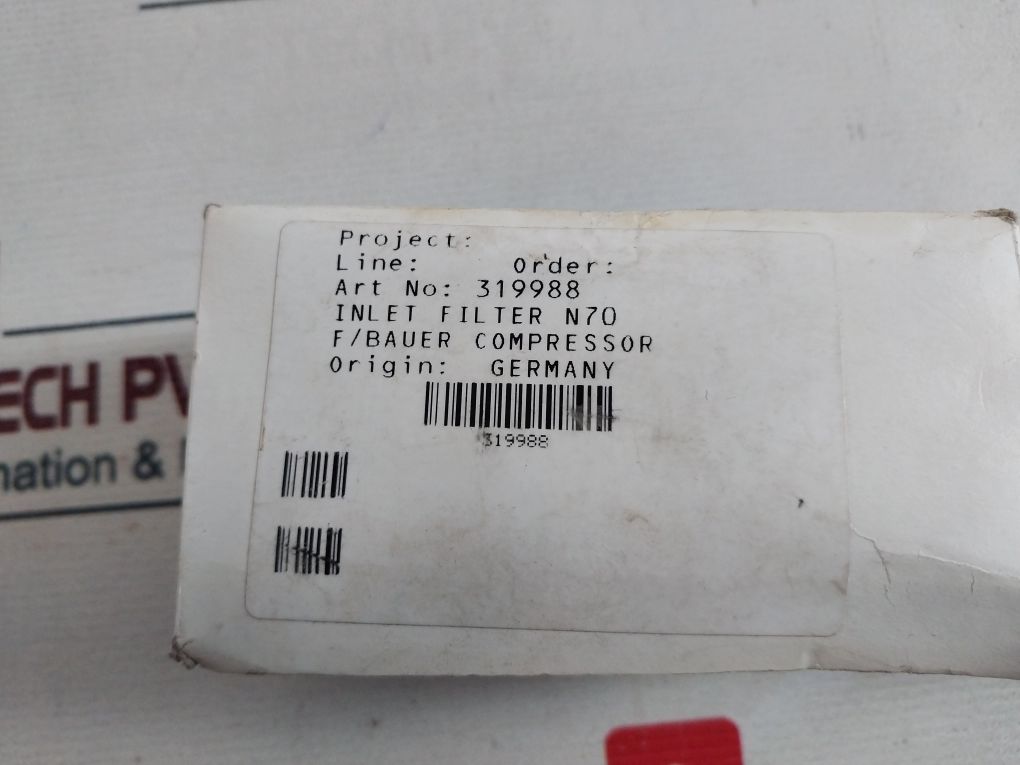 Project:
Line: Order:
Art No: 319988
INLET FILTER N70
F/BAUER COMPRESSOR
Origin: GERMANY
319988
ECH PV
nation &